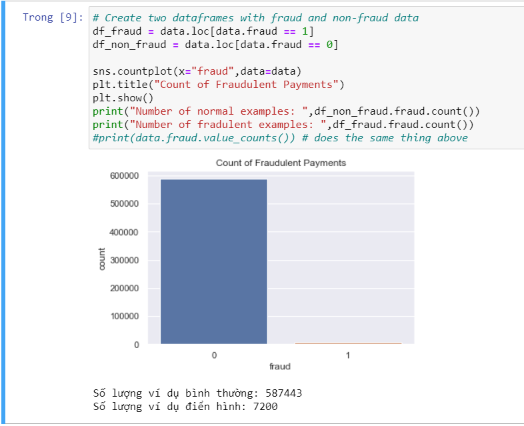 Trong [9]:
# Create two dataframes with fraud and non-fraud data
df_fraud = data.loc[data.fraud == 1]
df_non_fraud = data.loc[data.fraud == 0]
sns.countplot(x="fraud",data=data)
plt.title("Count of Fraudulent Payments")
plt.show()
print("Number of normal examples: ",df_non_fraud.fraud.count())
print("Number of fradulent examples: ",df_fraud.fraud.count())
#print(data.fraud.value_counts()) # does the same thing above
Count of Fraudulent Payments
600000
500000
400000
300000
200000
100000
0
count
0 1
fraud
Số lượng ví dụ bình thường: 587443
Số lượng ví dụ điển hình: 7200